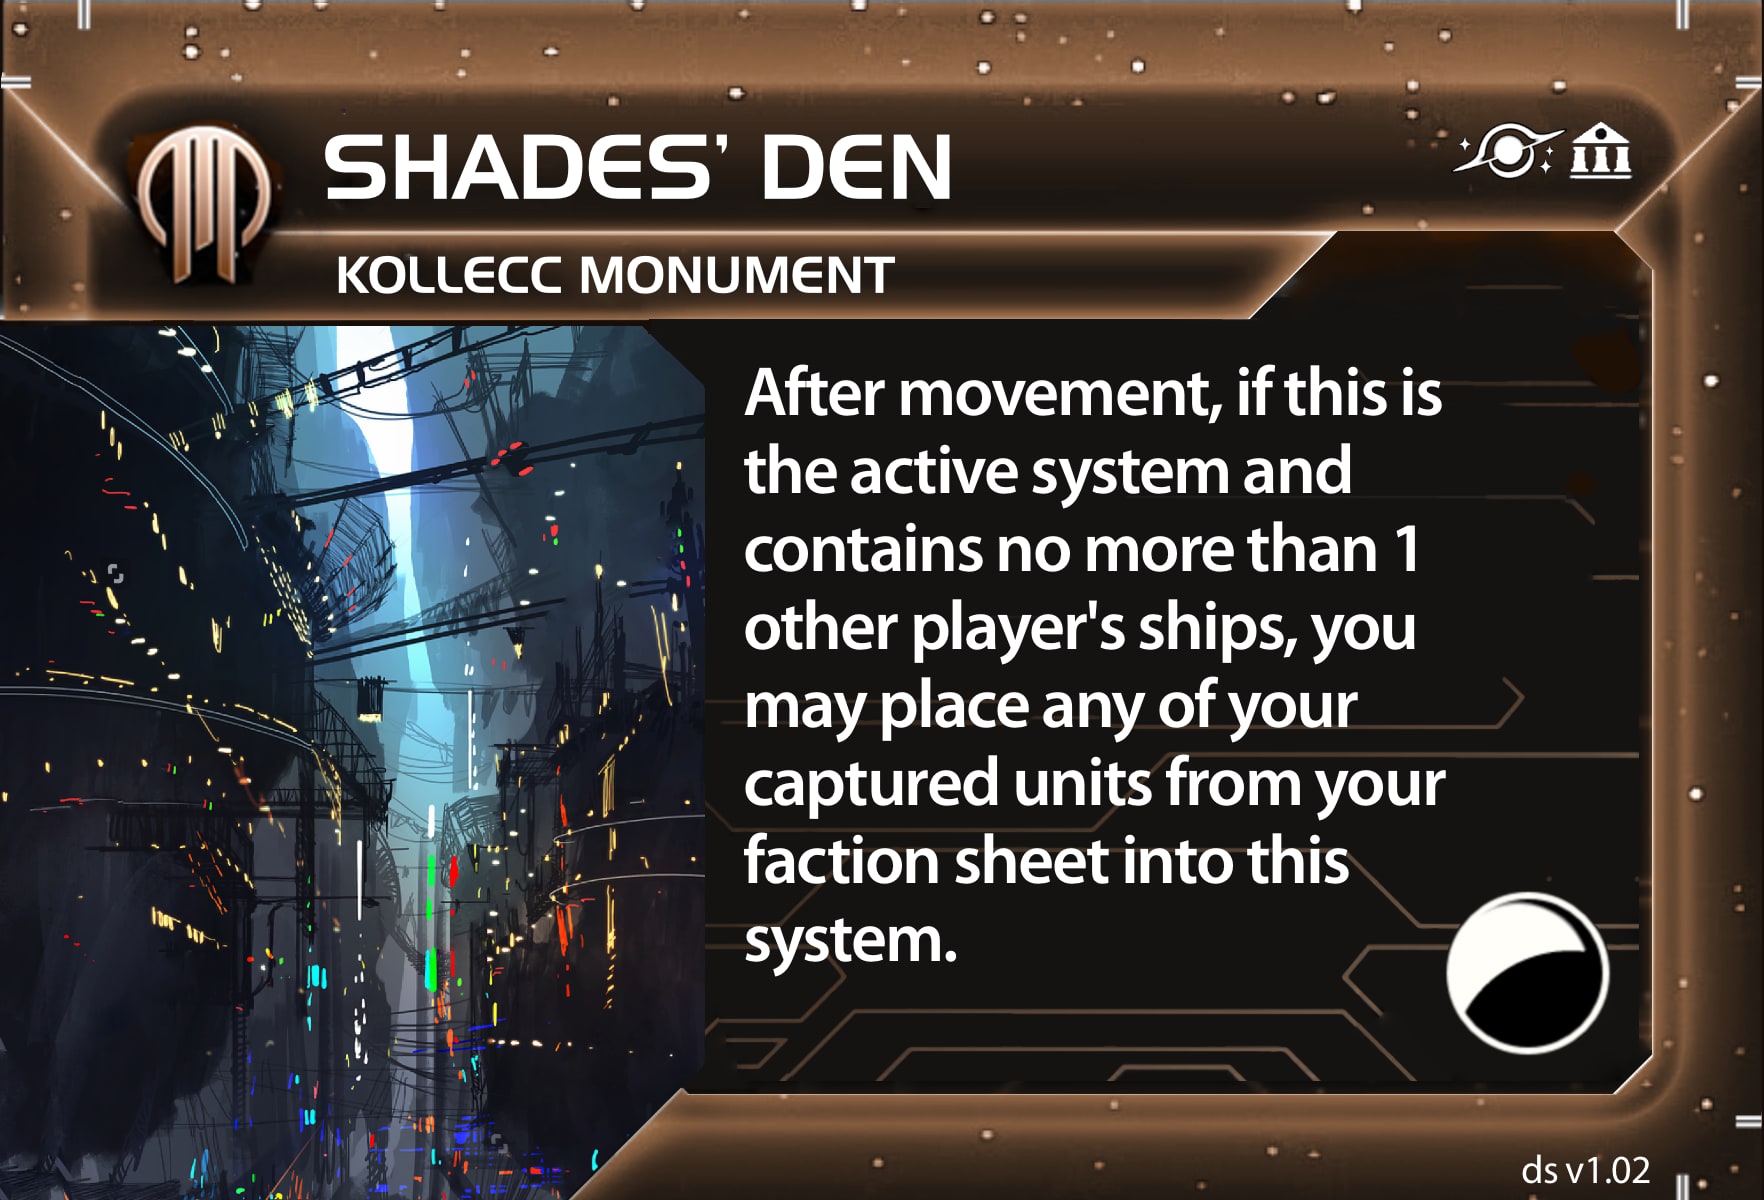 SHADES’ DEN
KOLLECC MONUMENT
After movement, if this is
the active system and
contains no more than 1
other player's ships, you
may place any of your
captured units from your
faction sheet into this
system.
ds v1.02